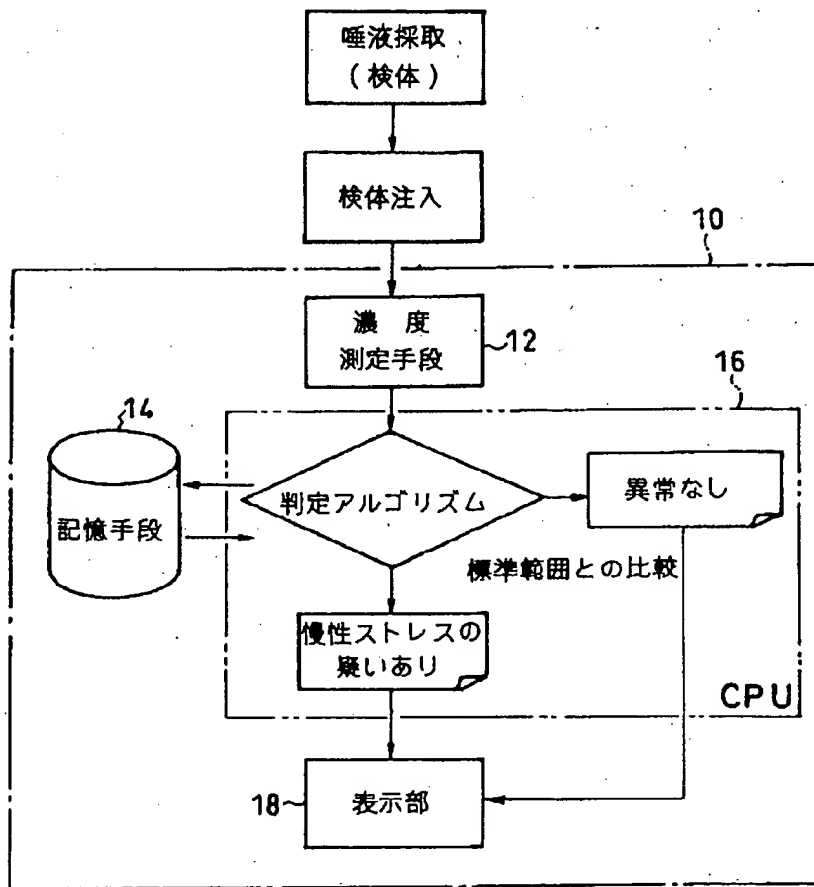 唾液採取
(検体)
検体注入
10
濃 度
測定手段
12
16
14
判定アルゴリズム
異常なし
記憶手段
標準範囲との比較
慢性ストレスの
疑いあり
CPU
18
表示部